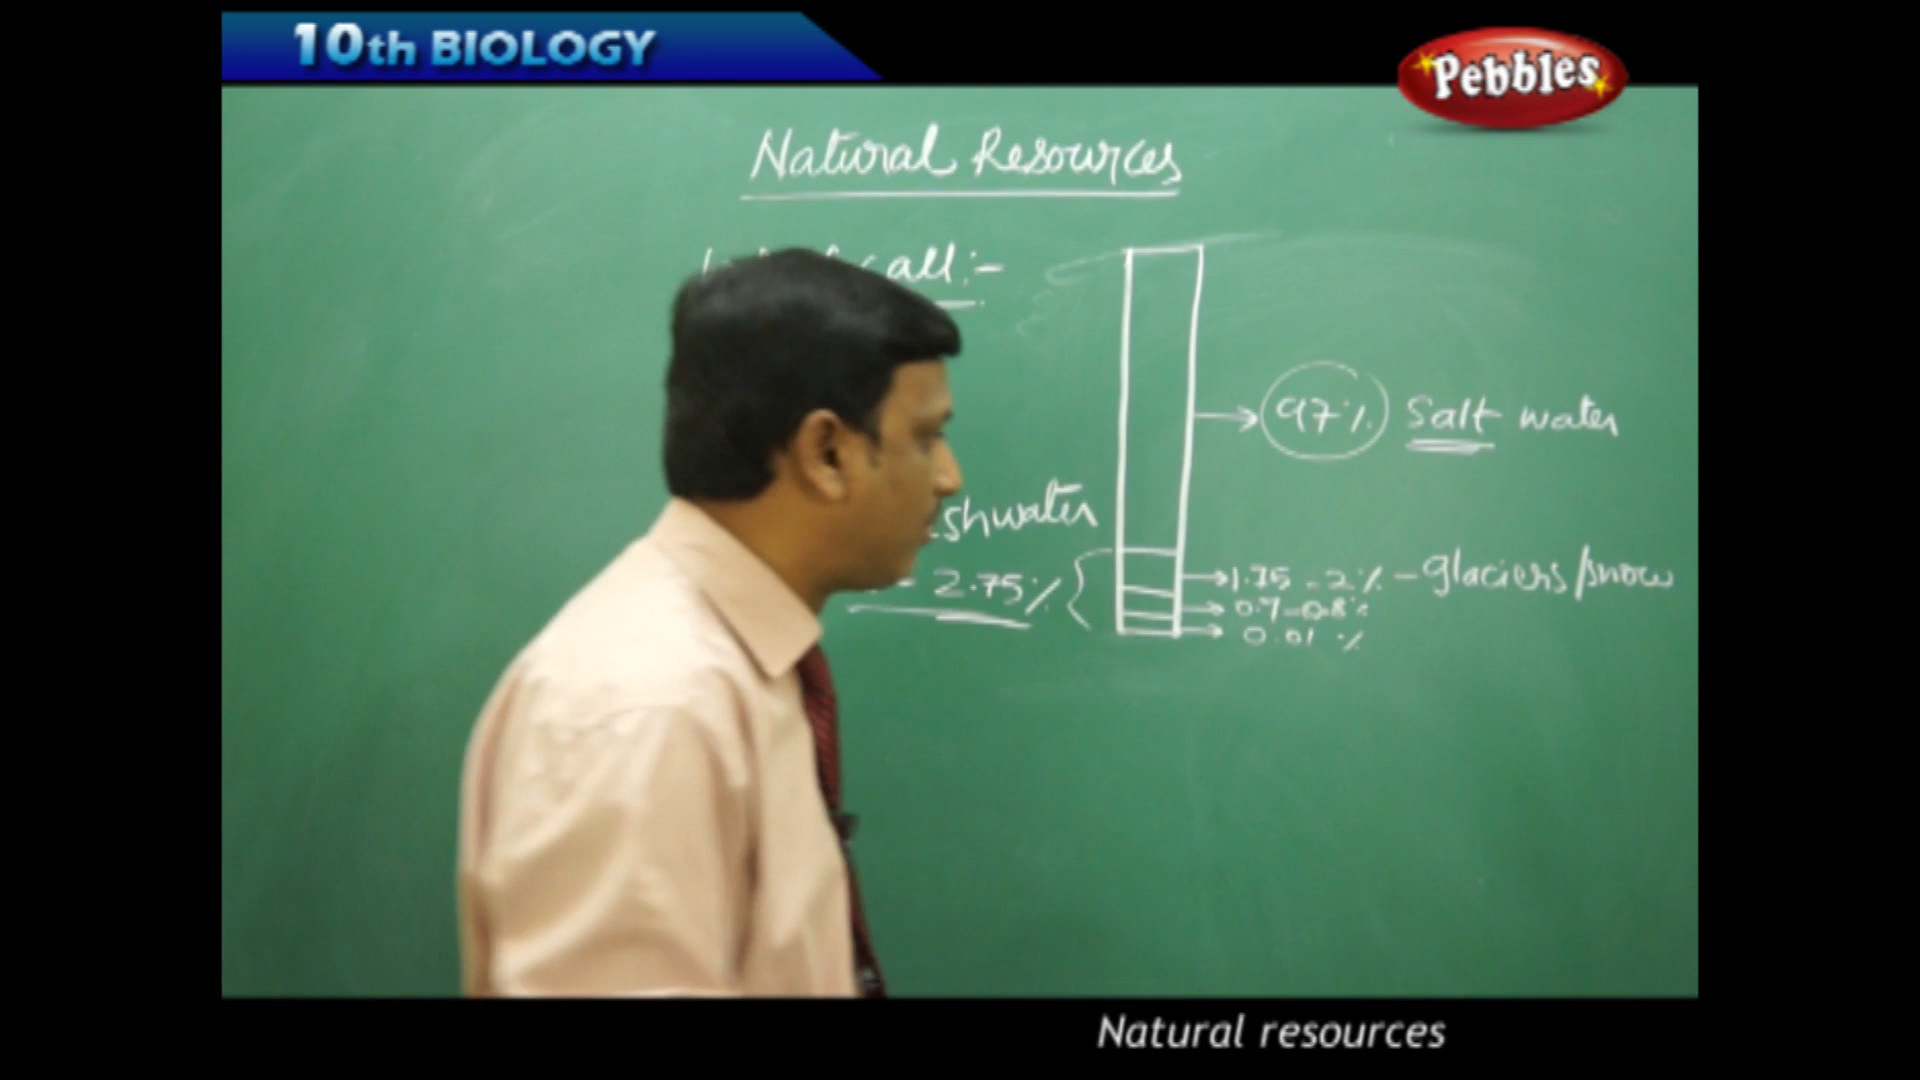 10th BIOLOGY
Pebbles
Natural Resources
call:-
97% Salt water
shwater
2.75%
1.75 - 2% - glaciers/snow
0.7-0.8%
0.01 %
Natural resources